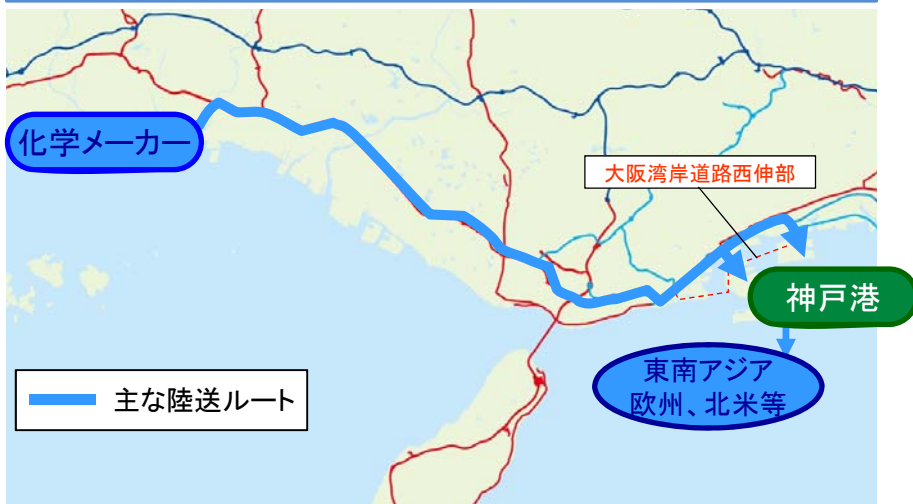 化学メーカー
大阪湾岸道路西伸部
神戸港
東南アジア
欧州、北米等
主な陸送ルート